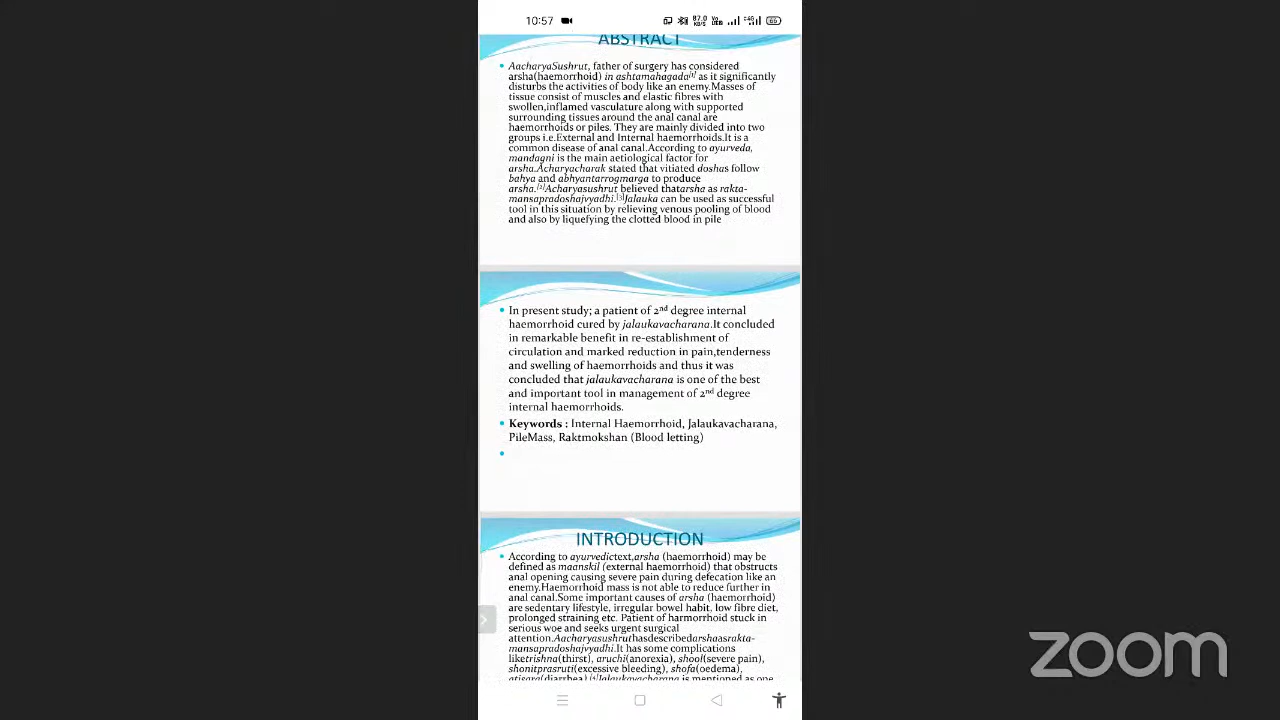 10:57
87.0
KB/S
Vo
4G
60
ABSTRACT
• AacharyaSushrut, father of surgery has considered
arsha(haemorrhoid) in ashtamahagada[1] as it significantly
disturbs the activities of body like an enemy.Masses of
tissue consist of muscles and elastic fibres with
swollen,inflamed vasculature along with supported
surrounding tissues around the anal canal are
haemorrhoids or piles. They are mainly divided into two
groups i.e.External and Internal haemorrhoids.It is a
common disease of anal canal.According to ayurveda,
mandagni is the main aetiological factor for
arsha.Acharyacharak stated that vitiated doshas follow
bahya and abhyantarrogmarga to produce
arsha.[2]Acharyasushrut believed thatarsha as rakta-
mansapradoshajvyadhi.[3]Jalauka can be used as successful
tool in this situation by relieving venous pooling of blood
and also by liquefying the clotted blood in pile
• In present study; a patient of 2nd degree internal
haemorrhoid cured by jalaukavacharana.It concluded
in remarkable benefit in re-establishment of
circulation and marked reduction in pain,tenderness
and swelling of haemorrhoids and thus it was
concluded that jalaukavacharana is one of the best
and important tool in management of 2nd degree
internal haemorrhoids.
• Keywords : Internal Haemorrhoid, Jalaukavacharana,
PileMass, Raktmokshan (Blood letting)
•
INTRODUCTION
• According to ayurvedictext,arsha (haemorrhoid) may be
defined as maanskil (external haemorrhoid) that obstructs
anal opening causing severe pain during defecation like an
enemy.Haemorrhoid mass is not able to reduce further in
anal canal.Some important causes of arsha (haemorrhoid)
are sedentary lifestyle, irregular bowel habit, low fibre diet,
prolonged straining etc. Patient of harmorrhoid stuck in
serious woe and seeks urgent surgical
attention.Aacharyasushruthasdescribedarshaasrakta-
mansapradoshajvyadhi.It has some complications
liketrishna(thirst), aruchi(anorexia), shool(severe pain),
shonitprasruti(excessive bleeding), shofa(oedema),
atisara(diarrhea).[4]Jalaukavacharana is mentioned as one
zoom